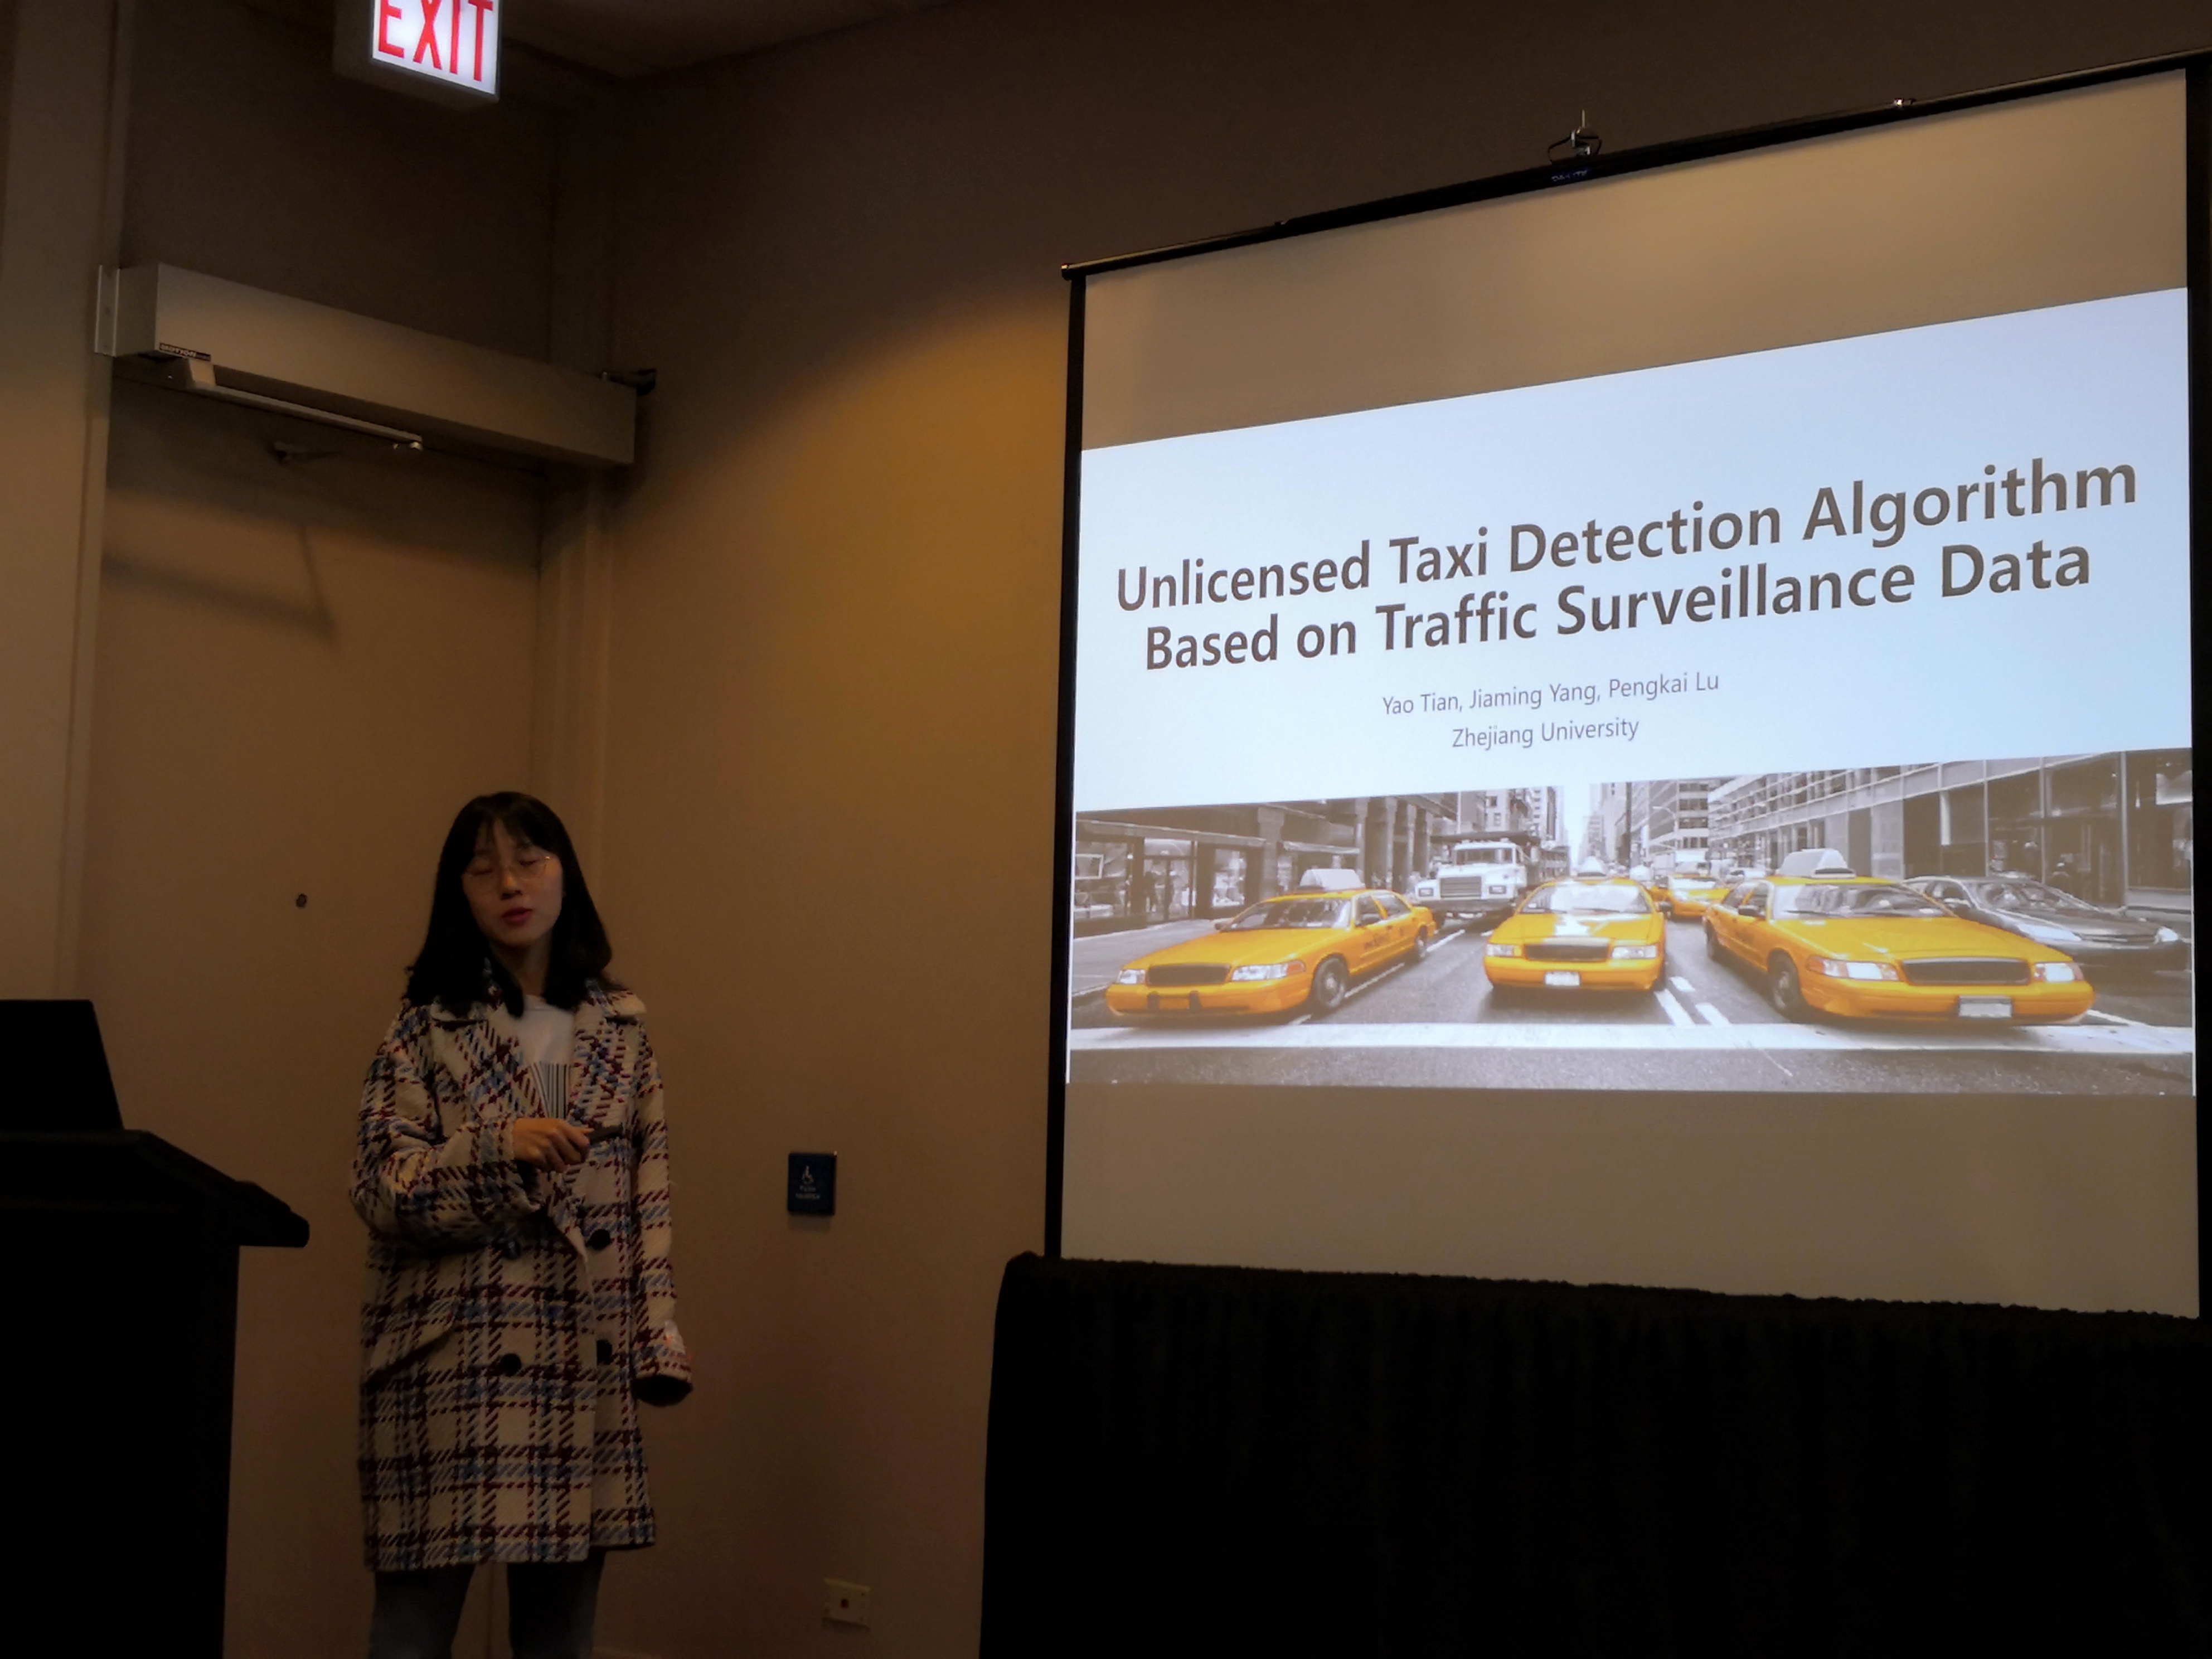 EXIT
Unlicensed Taxi Detection Algorithm
Based on Traffic Surveillance Data
Yao Tian, Jiaming Yang, Pengkai Lu
Zhejiang University